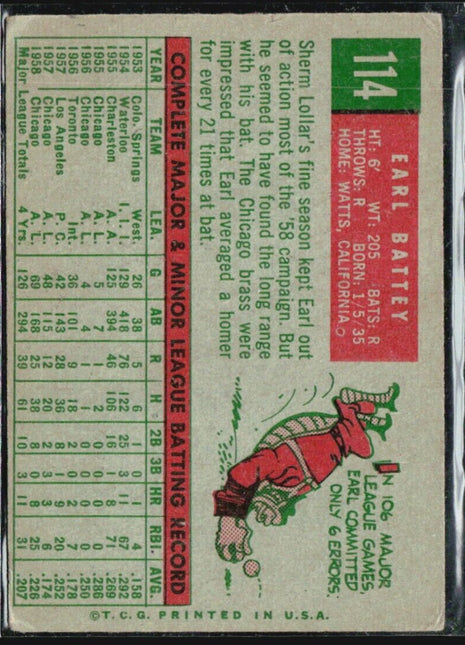 114
EARL BATTEY
HT: 6' WT: 205 BATS: R
THROWS: R BORN: 1/5/35
HOME: WATTS, CALIFORNIA
Sherm Lollar's fine season kept Earl out
of action most of the '58 campaign. But
he seemed to have found the long range
with his bat. The Chicago brass were
impressed that Earl averaged a homer
for every 21 times at bat.
IN 106 MAJOR
LEAGUE GAMES
EARL COMMITTED
ONLY 6 ERRORS.
COMPLETE MAJOR & MINOR LEAGUE BATTING RECORD
YEAR TEAM LEA. G AB R H 2B 3B HR RBI. AVG.
1953 Colo. Springs West. 26 38 5 6 1 0 0 4 .158
1954 Waterloo I. I. I. 129 418 76 122 25 3 11 67 .292
1955 Charleston A. A. 125 394 46 106 16 1 8 71 .269
1955 Chicago A. L. 5 7 1 2 0 0 0 0 .286
1956 Chicago A. L. 4 4 1 1 0 0 0 0 .250
1956 Toronto Int. 36 101 10 18 1 9 .178
1957 Los Angeles P. C. 143 36 1 9 20 .252
1957 Chicago A. L. 48 115 12 20 2 3 3 6 .174
1958 Chicago A. L. 69 168 25 38 8 0 8 26 .226
Major League Totals 4 Yrs. 126 294 39 61 10 3 11 .207
©T. C. G. PRINTED IN U.S.A.